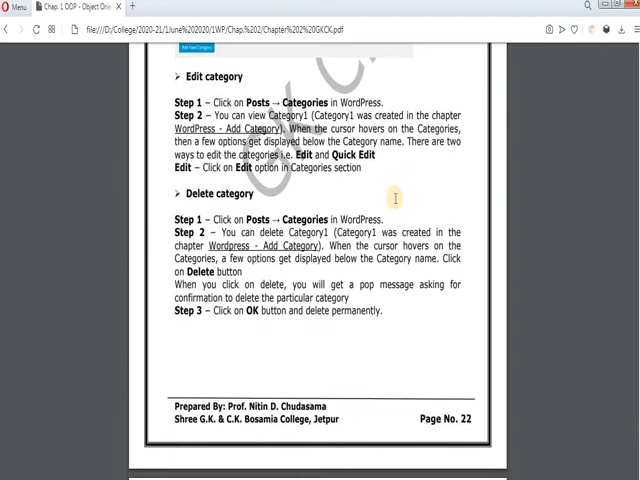 Menu
Chap. 1 OOP - Object Orie
file:///D:/College/2020-21/1June%202020/1WP/Chap.%202/Chapter%202%20GKCK.pdf
Add New Category
➢ Edit category
Step 1 – Click on Posts → Categories in WordPress.
Step 2 – You can view Category1 (Category1 was created in the chapter
WordPress - Add Category). When the cursor hovers on the Categories,
then a few options get displayed below the Category name. There are two
ways to edit the categories i.e. Edit and Quick Edit
Edit – Click on Edit option in Categories section
➢ Delete category
Step 1 – Click on Posts → Categories in WordPress.
Step 2 – You can delete Category1 (Category1 was created in the
chapter Wordpress - Add Category). When the cursor hovers on the
Categories, a few options get displayed below the Category name. Click
on Delete button
When you click on delete, you will get a pop message asking for
confirmation to delete the particular category
Step 3 – Click on OK button and delete permanently.
GK C
Prepared By: Prof. Nitin D. Chudasama
Shree G.K. & C.K. Bosamia College, Jetpur
Page No. 22